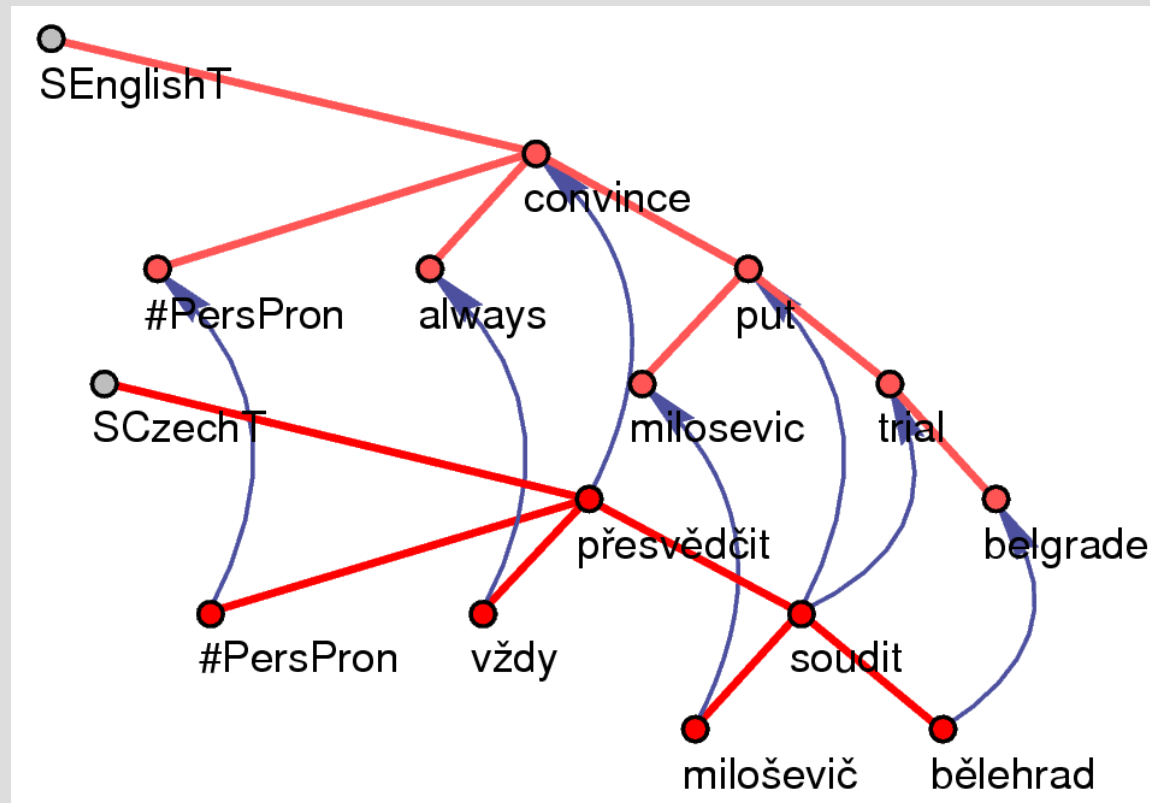 SEnglishT
convince
#PersPron always put
SCzechT milosevic trial
přesvědčit belgrade
#PersPron vždy soudit
miloševič bělehrad